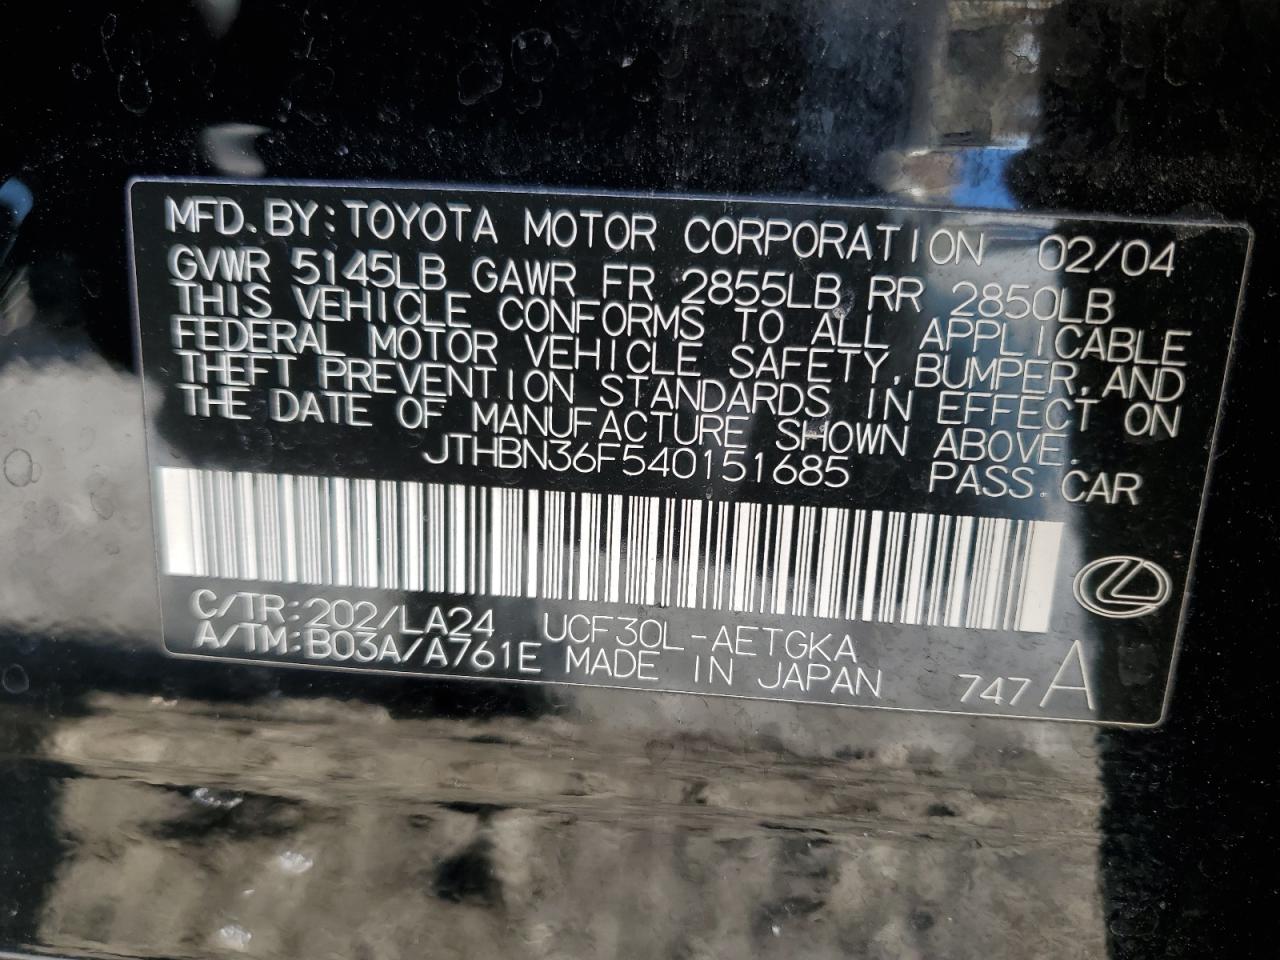 MFD.BY:TOYOTA MOTOR CORPORATION 02/04
GVWR 5145LB GAWR FR 2855LB RR 2850LB
THIS VEHICLE CONFORMS TO ALL APPLICABLE
FEDERAL MOTOR VEHICLE SAFETY,BUMPER,AND
THEFT PREVENTION STANDARDS IN EFFECT ON
THE DATE OF MANUFACTURE SHOWN ABOVE.
JTHBN36F540151685 PASS.CAR
C/TR:202/LA24 UCF30L-AETGKA
A/TM:B03A/A761E MADE IN JAPAN 747A